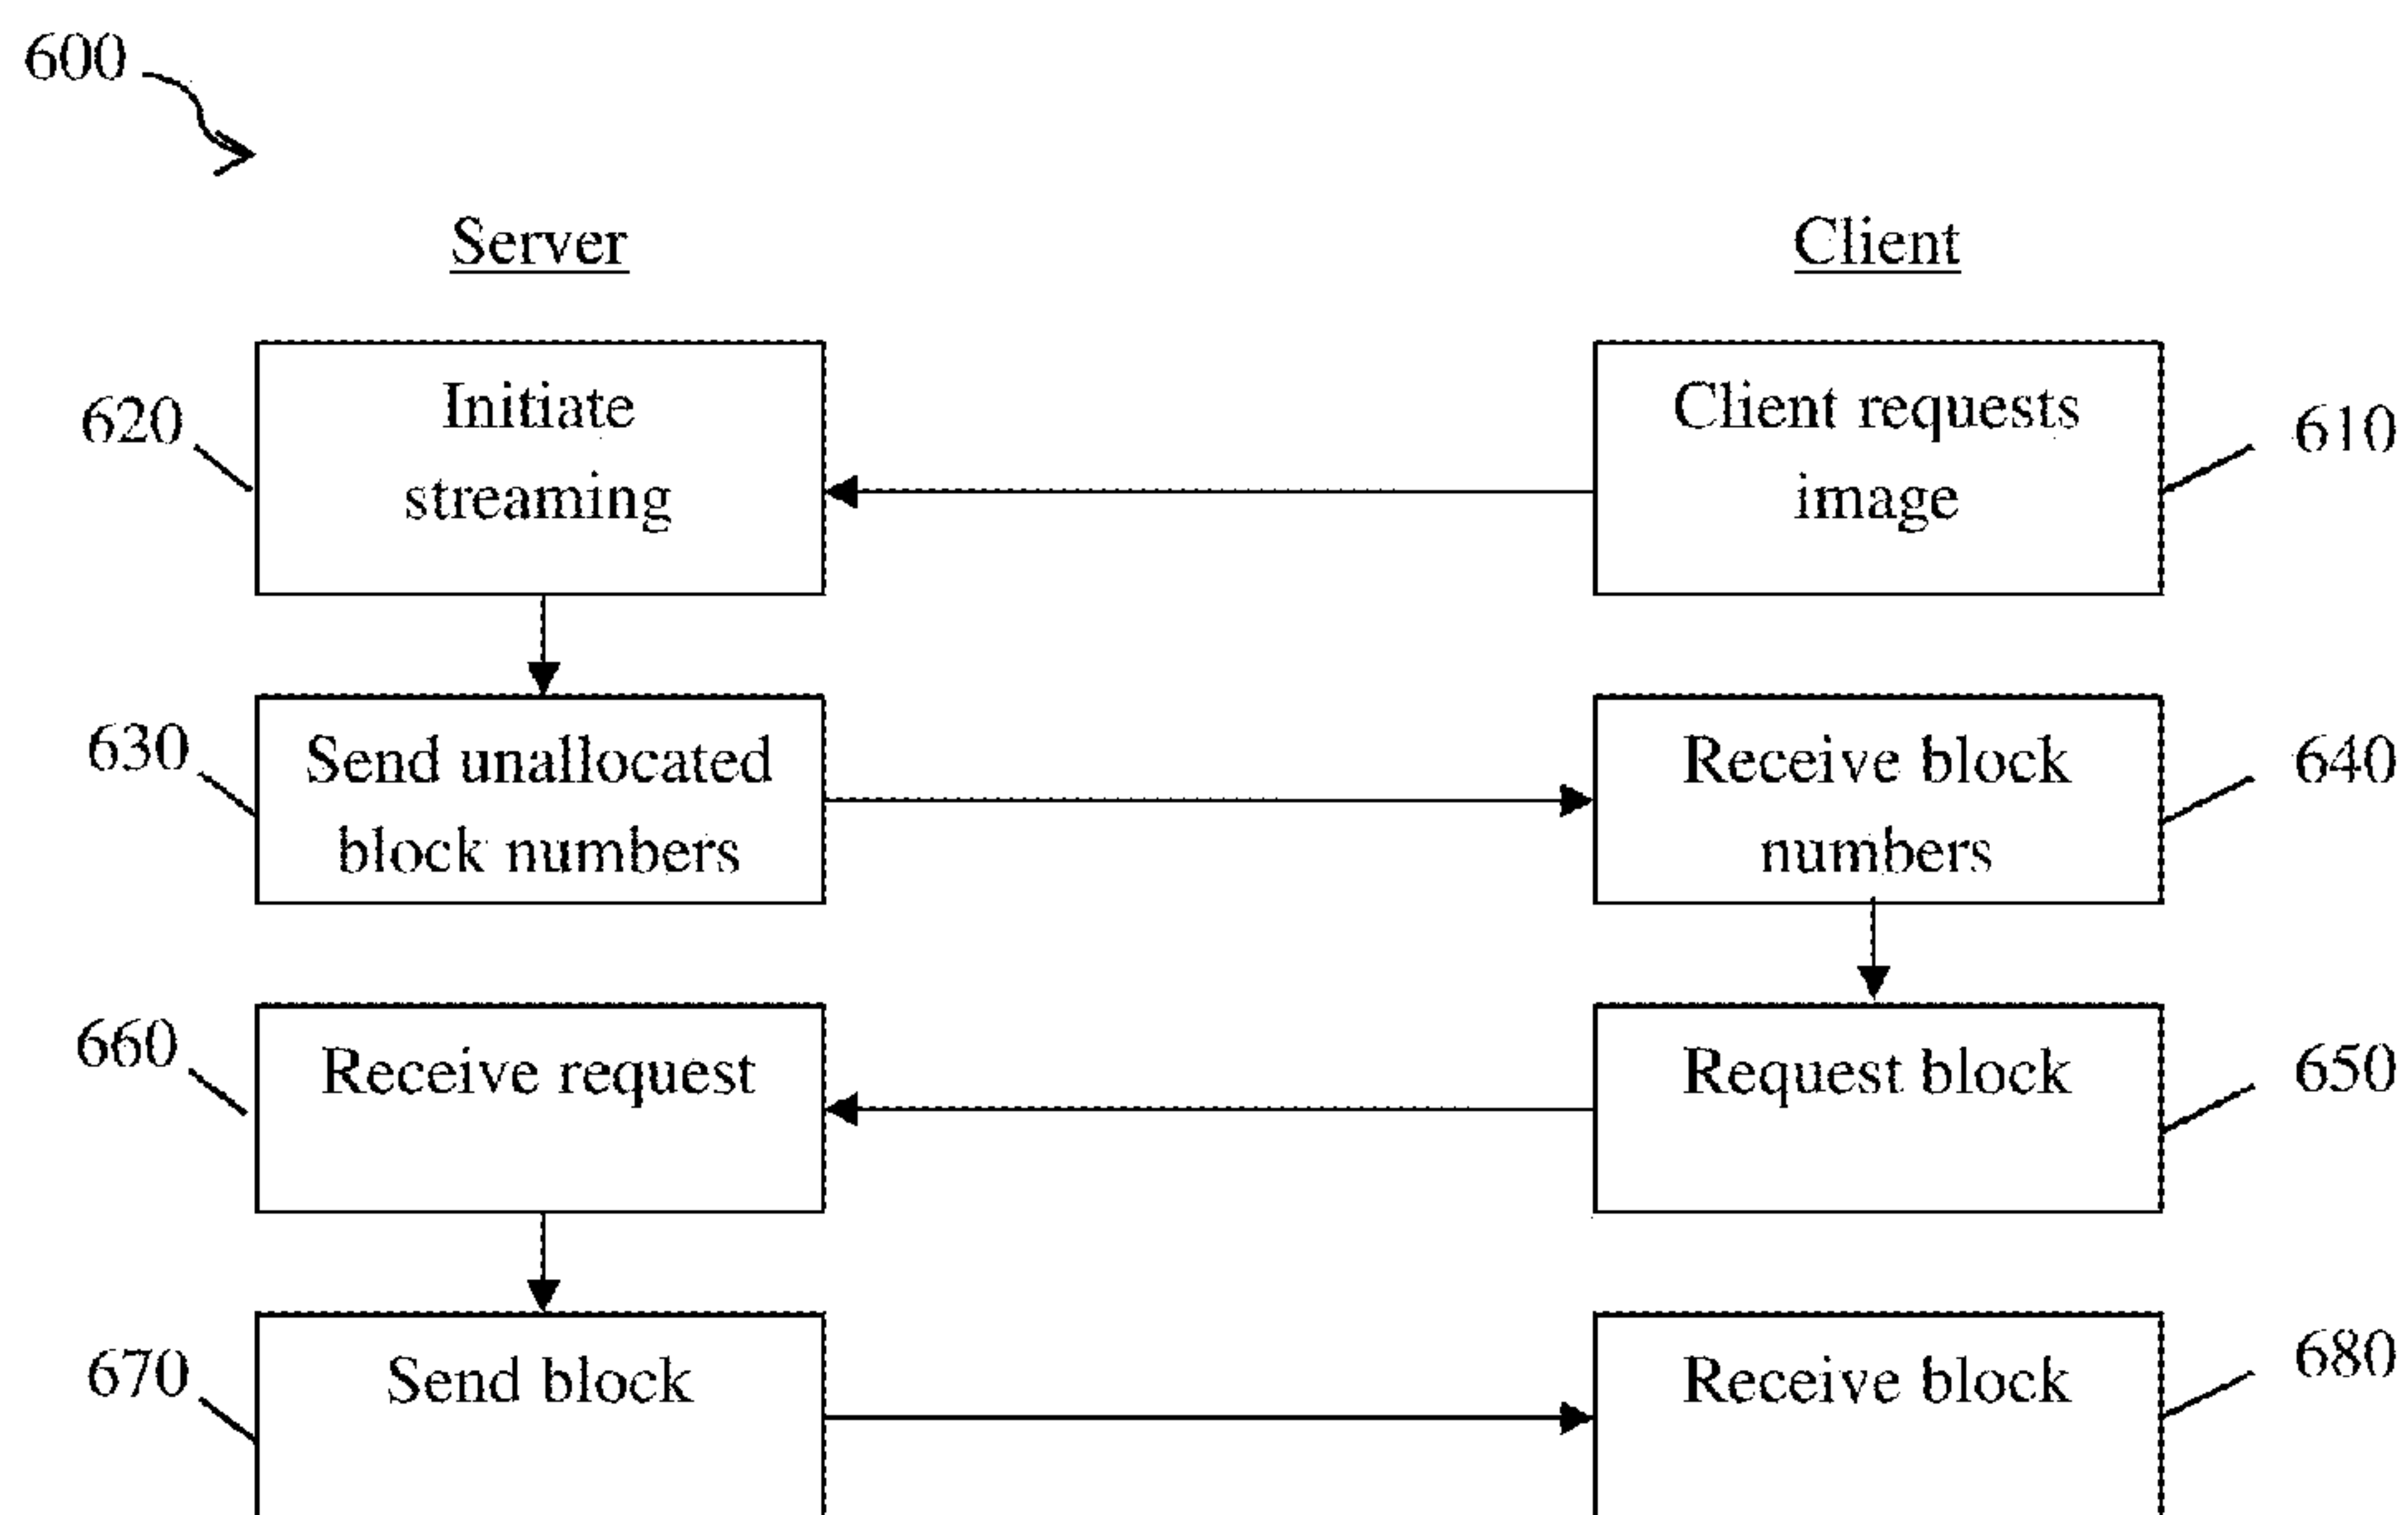 600
Server
Client
620
Initiate
streaming
Client requests
image
610
630
Send unallocated
block numbers
Receive block
numbers
640
660
Receive request
Request block
650
670
Send block
Receive block
680